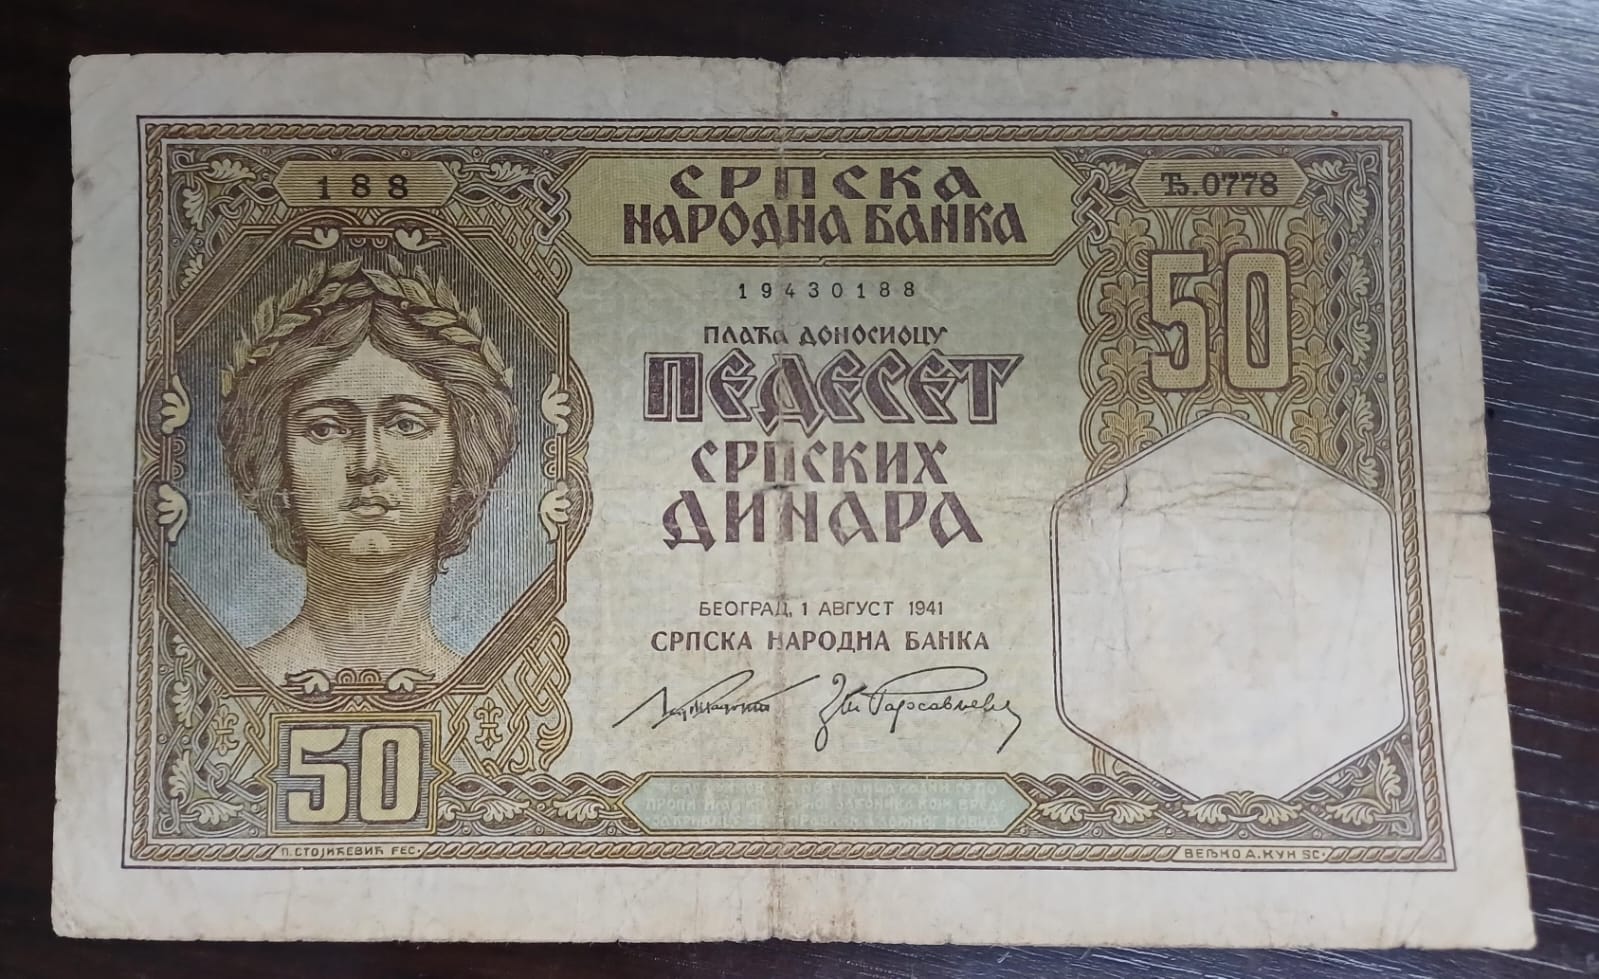 188
СРПСКА
НАРОДНА БАНКА
Ђ.0778
19430188
50
ПЛАЋА ДОНОСИОЦУ
ПЕДЕСЕТ
СРПСКИХ
ДИНАРА
БЕОГРАД, 1 АВГУСТ 1941
СРПСКА НАРОДНА БАНКА
50
П. СТОЈИЋЕВИЋ FEC.
ВЕЉКО А. КУН SC.